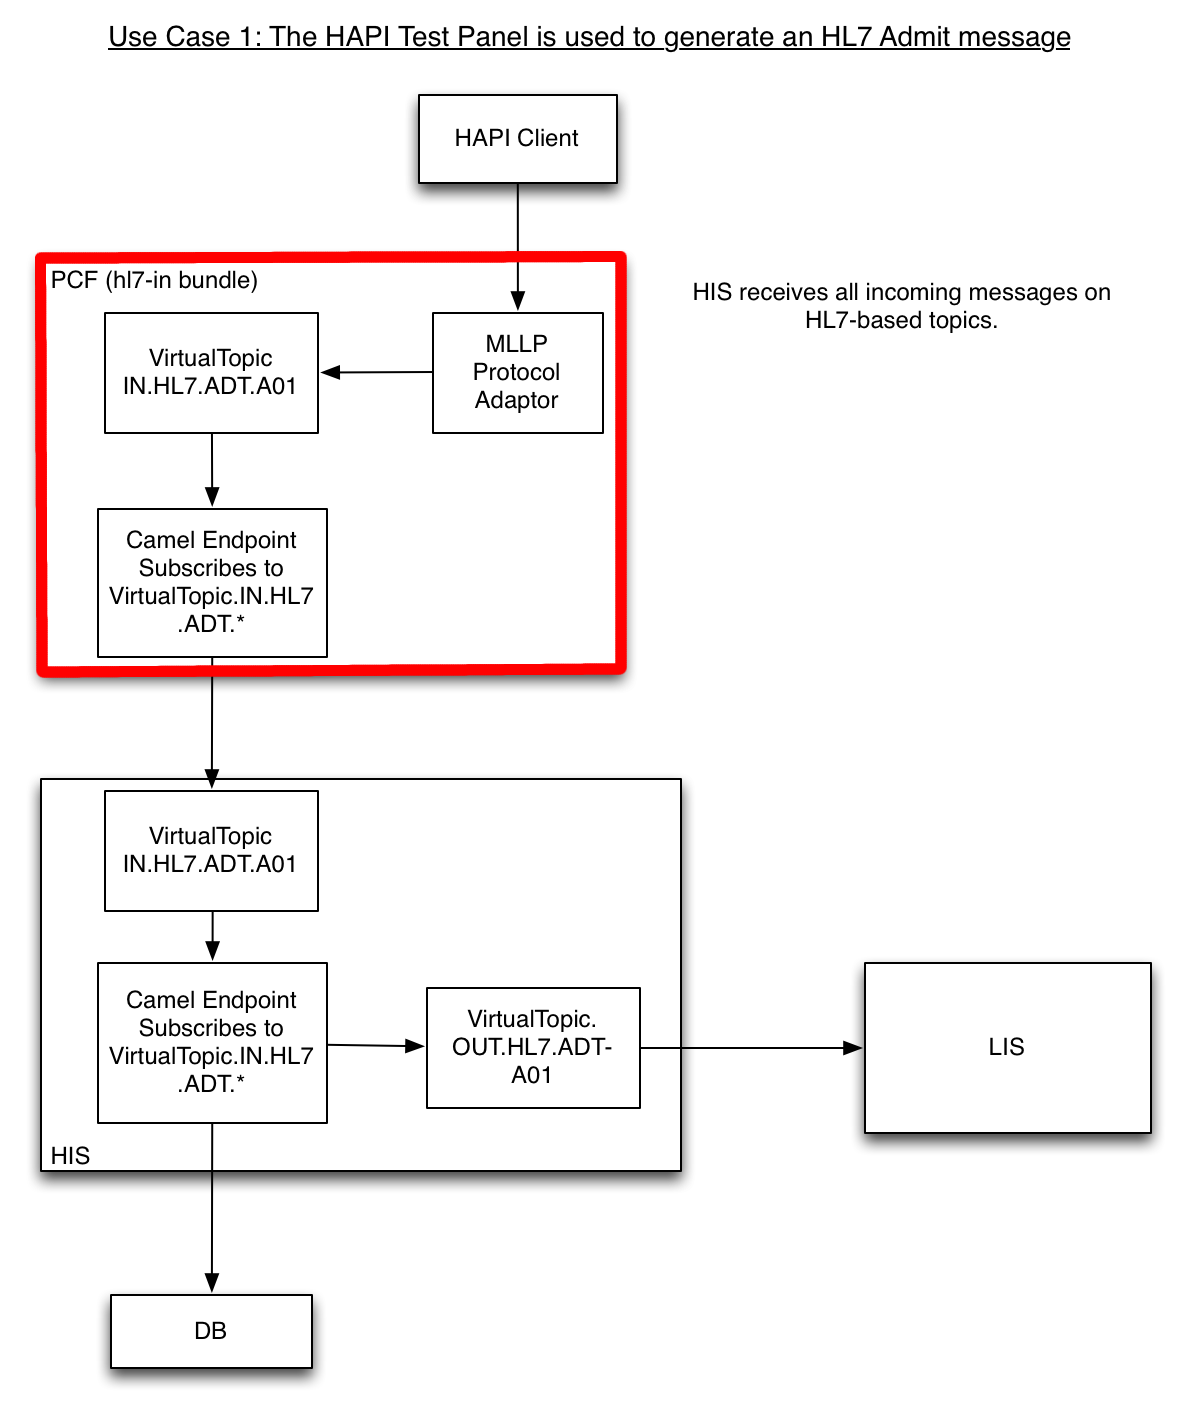 Use Case 1: The HAPI Test Panel is used to generate an HL7 Admit message
HAPI Client
PCF (hl7-in bundle)
HIS receives all incoming messages on
HL7-based topics.
VirtualTopic
IN.HL7.ADT.A01
MLLP
Protocol
Adaptor
Camel Endpoint
Subscribes to
VirtualTopic.IN.HL7
.ADT.*
VirtualTopic
IN.HL7.ADT.A01
Camel Endpoint
Subscribes to
VirtualTopic.IN.HL7
.ADT.*
VirtualTopic.
OUT.HL7.ADT-
A01
LIS
HIS
DB